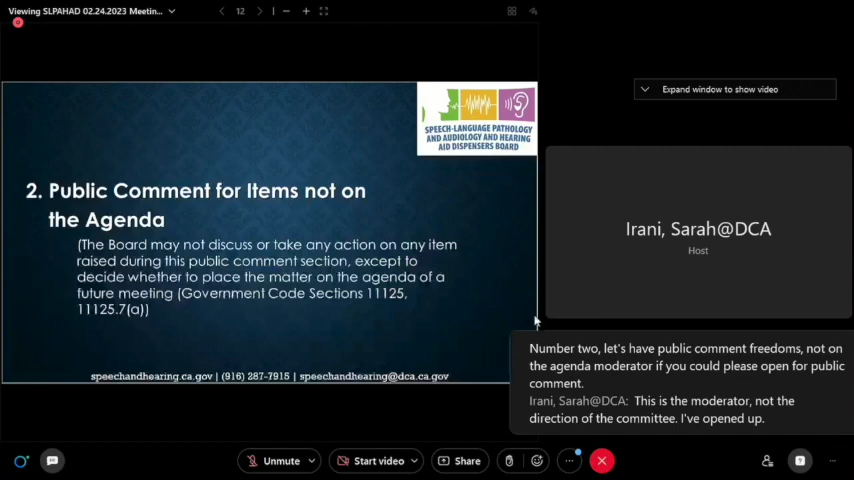 Viewing SLPAHAD 02.24.2023 Meetin...
12
Expand window to show video
SPEECH-LANGUAGE PATHOLOGY
AND AUDIOLOGY AND HEARING
AID DISPENSERS BOARD
2. Public Comment for Items not on
the Agenda
(The Board may not discuss or take any action on any item
raised during this public comment section, except to
decide whether to place the matter on the agenda of a
future meeting (Government Code Sections 11125,
11125.7(a))
speechandhearing.ca.gov | (916) 287-7915 | speechandhearing@dca.ca.gov
Irani, Sarah@DCA
Host
Number two, let's have public comment freedoms, not on
the agenda moderator if you could please open for public
comment.
Irani, Sarah@DCA: This is the moderator, not the
direction of the committee. I've opened up.
Unmute
Start video
Share